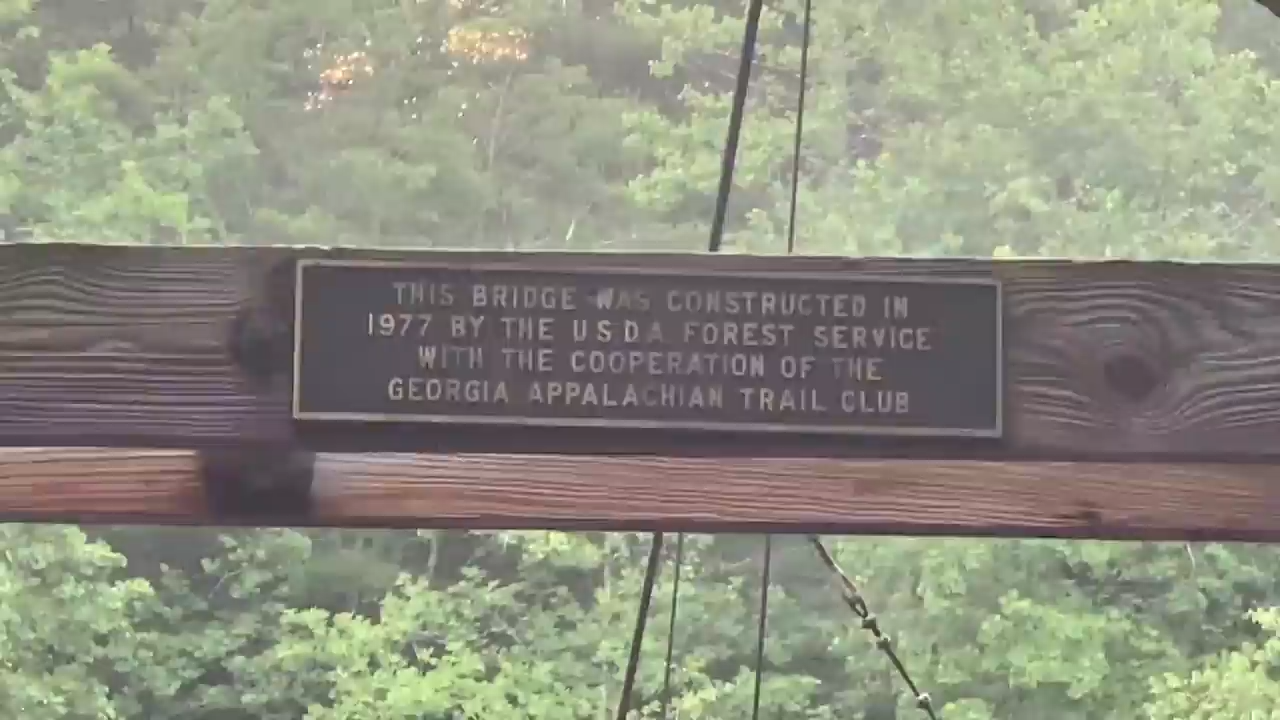 THIS BRIDGE WAS CONSTRUCTED IN
1977 BY THE USDA FOREST SERVICE
WITH THE COOPERATION OF THE
GEORGIA APPALACHIAN TRAIL CLUB